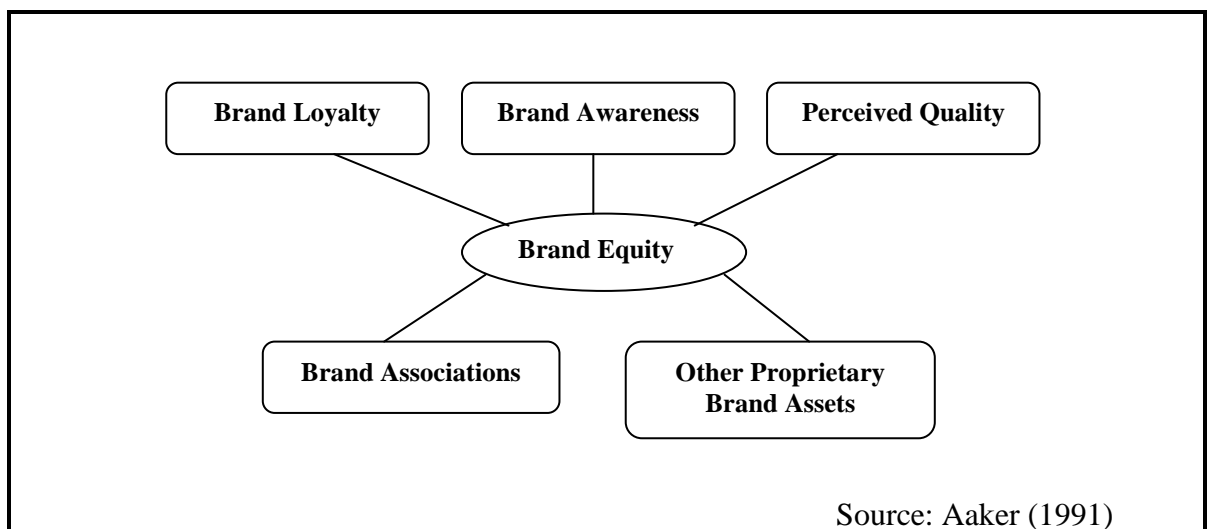 Brand Loyalty
Brand Awareness
Perceived Quality
Brand Equity
Brand Associations
Other Proprietary
Brand Assets
Source: Aaker (1991)